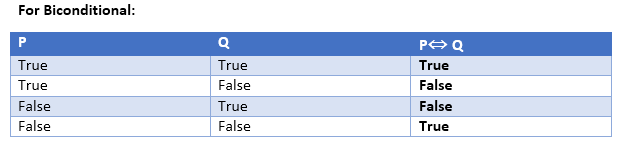 For Biconditional:
P Q P⇔ Q
True True True
True False False
False True False
False False True